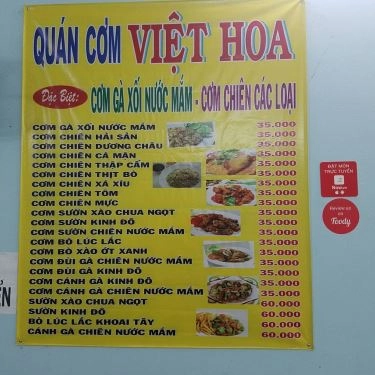 QUÁN CƠM VIỆT HOA
Đặc Biệt: CƠM GÀ XỐI NƯỚC MẮM - CƠM CHIÊN CÁC LOẠI
CƠM GÀ XỐI NƯỚC MẮM 35.000
CƠM CHIÊN HẢI SẢN 35.000
CƠM CHIÊN DƯƠNG CHÂU 35.000
CƠM CHIÊN CÁ MẶN 35.000
CƠM CHIÊN THẬP CẨM 35.000
CƠM CHIÊN THỊT BÒ 35.000
CƠM CHIÊN XÁ XÍU 35.000
CƠM CHIÊN TÔM 35.000
CƠM CHIÊN MỰC 35.000
CƠM SƯỜN XÀO CHUA NGỌT 35.000
CƠM SƯỜN KINH ĐÔ 35.000
CƠM SƯỜN CHIÊN NƯỚC MẮM 35.000
CƠM BÒ LÚC LẮC 35.000
CƠM BÒ XÀO ỚT XANH 35.000
CƠM ĐÙI GÀ CHIÊN NƯỚC MẮM 35.000
CƠM ĐÙI GÀ KINH ĐÔ 35.000
CƠM CÁNH GÀ KINH ĐÔ 35.000
CƠM CÁNH GÀ CHIÊN NƯỚC MẮM 35.000
SƯỜN XÀO CHUA NGỌT 60.000
SƯỜN KINH ĐÔ 60.000
BÒ LÚC LẮC KHOAI TÂY 60.000
CÁNH GÀ CHIÊN NƯỚC MẮM 60.000
ĐẶT MÓN
TRỰC TUYẾN
Now
Review us
on
Foody